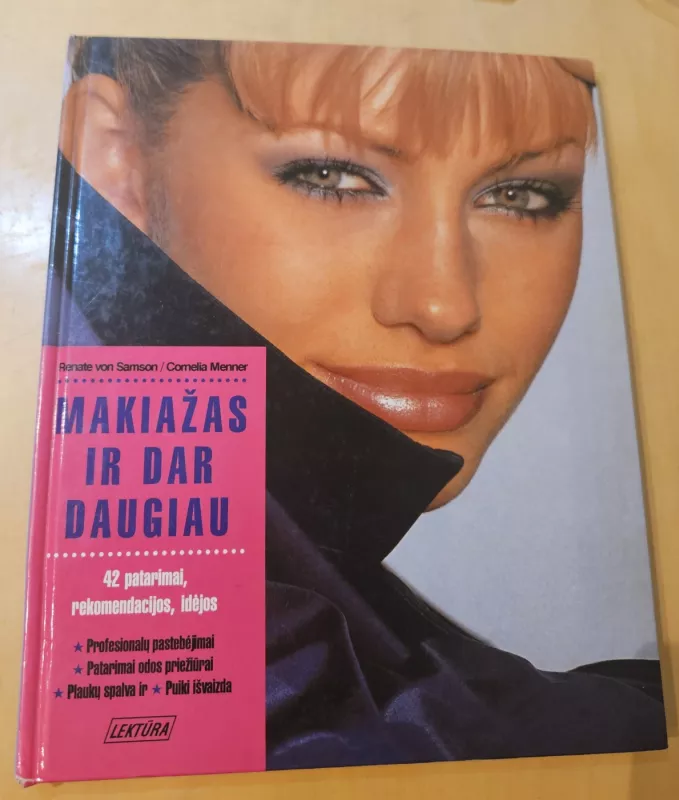 Renate von Samson / Cornelia Menner
MAKIAŽAS
IR DAR
DAUGIAU
42 patarimai,
rekomendacijos, idėjos
★ Profesionalų pastebėjimai
★ Patarimai odos priežiūrai
★ Plaukų spalva ir ★ Puiki išvaizda
LEKTŪRA